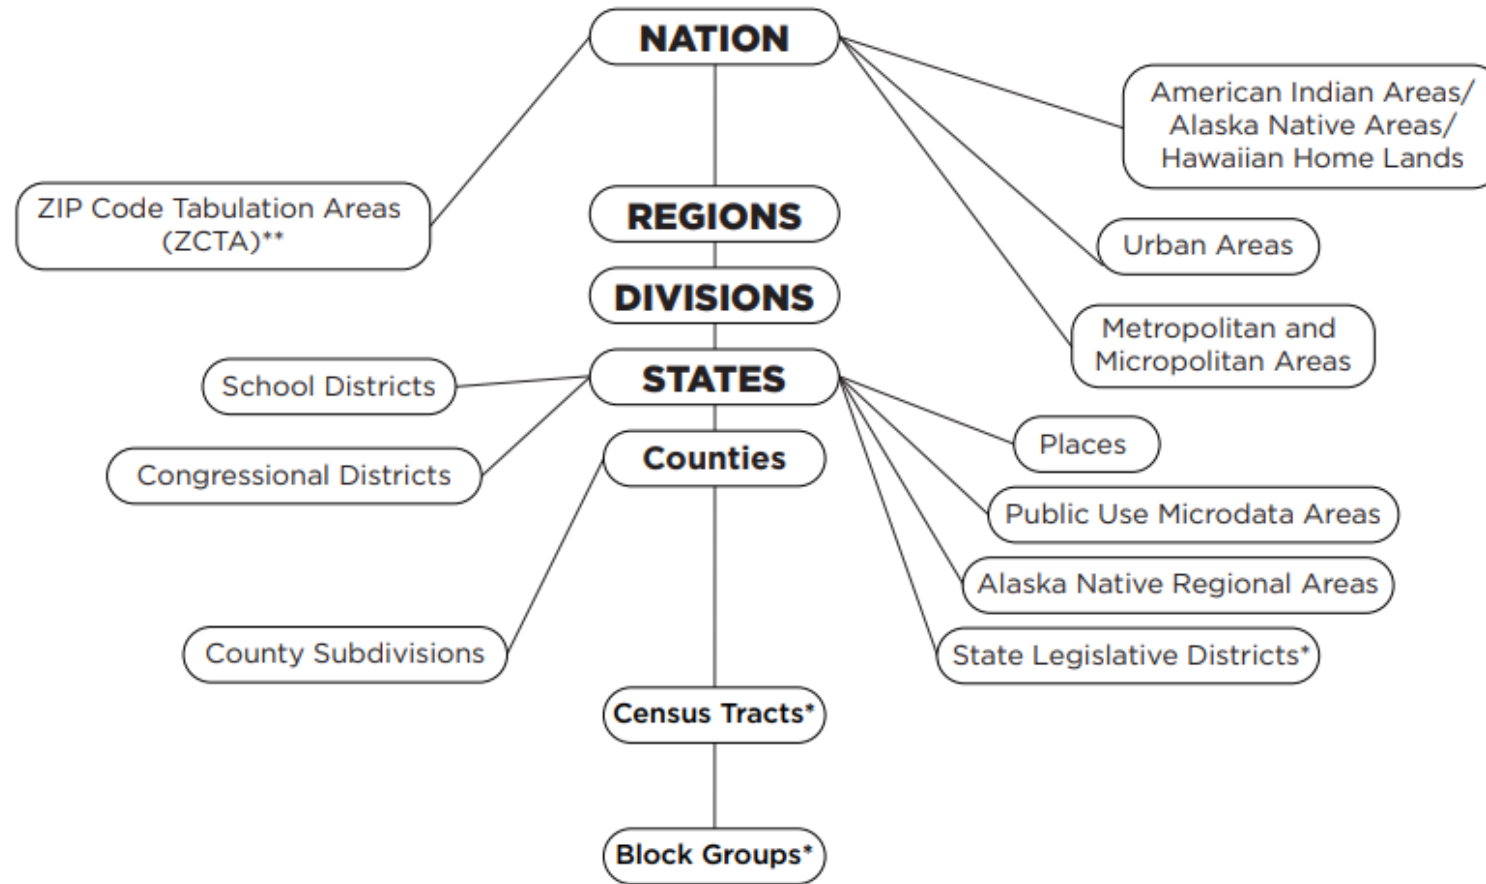 NATION
American Indian Areas/
Alaska Native Areas/
Hawaiian Home Lands
ZIP Code Tabulation Areas
(ZCTA)**
REGIONS
Urban Areas
DIVISIONS
Metropolitan and
Micropolitan Areas
School Districts
STATES
Places
Congressional Districts
Counties
Public Use Microdata Areas
Alaska Native Regional Areas
County Subdivisions
State Legislative Districts*
Census Tracts*
Block Groups*